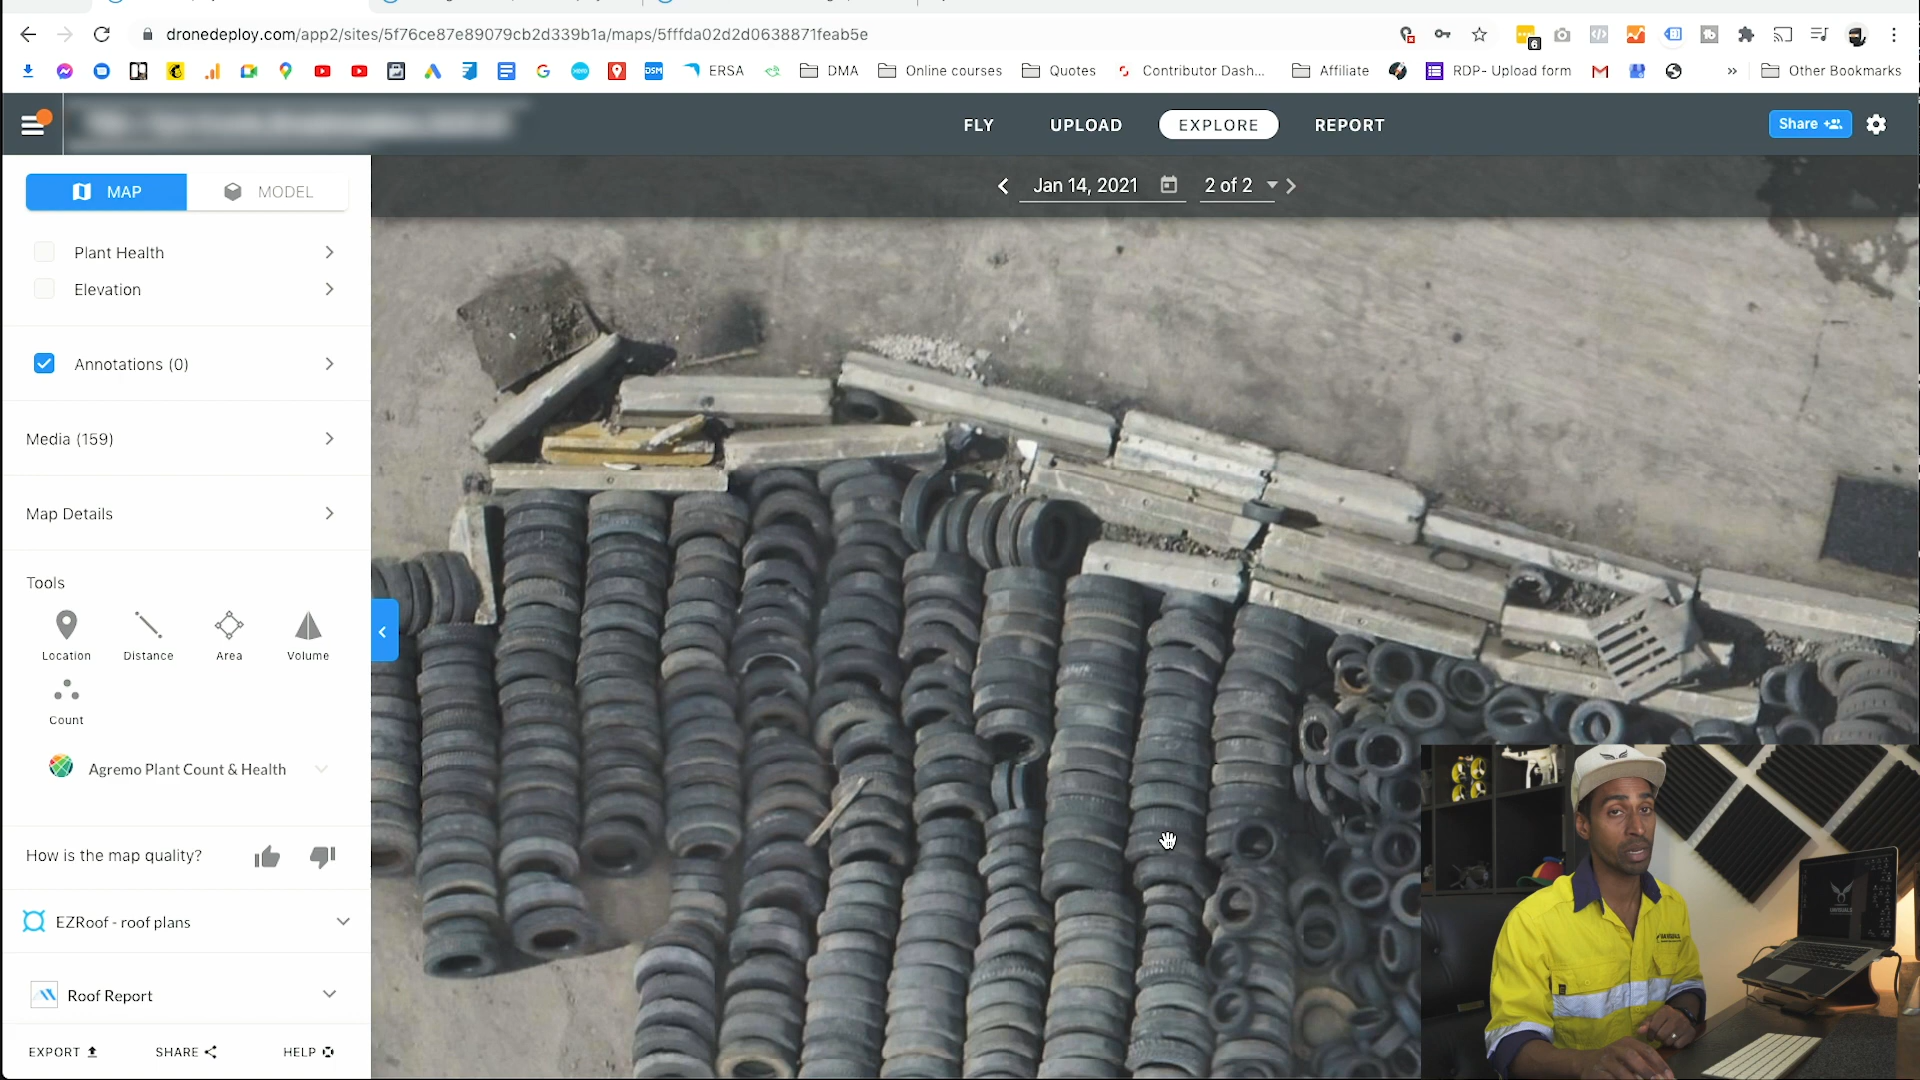 dronedeploy.com/app2/sites/5f76ce87e89079cb2d339b1a/maps/5fffda02d2d0638871feab5e
6
DSM
ERSA
DMA
Online courses
Quotes
Contributor Dash...
Affiliate
RDP- Upload form
»
Other Bookmarks
FLY
UPLOAD
EXPLORE
REPORT
Share
MAP
MODEL
Jan 14, 2021
2 of 2
Plant Health
Elevation
Annotations (0)
Media (159)
Map Details
Tools
Location
Distance
Area
Volume
Count
Agremo Plant Count & Health
How is the map quality?
EZRoof - roof plans
Roof Report
EXPORT
SHARE
HELP